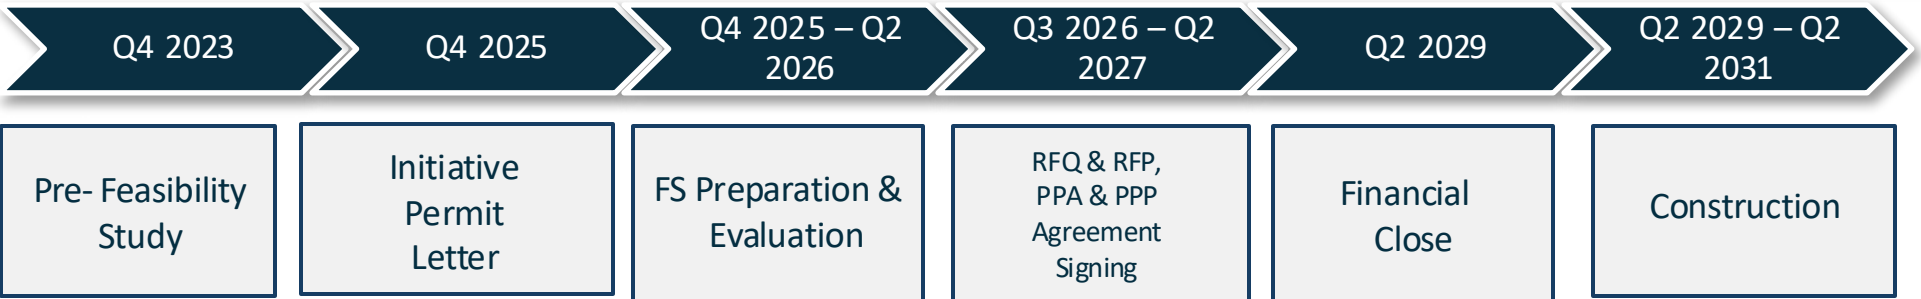 Q4 2023
Q4 2025
Q4 2025 – Q2
2026
Q3 2026 – Q2
2027
Q2 2029
Q2 2029 – Q2
2031
Pre- Feasibility
Study
Initiative
Permit
Letter
FS Preparation &
Evaluation
RFQ & RFP,
PPA & PPP
Agreement
Signing
Financial
Close
Construction